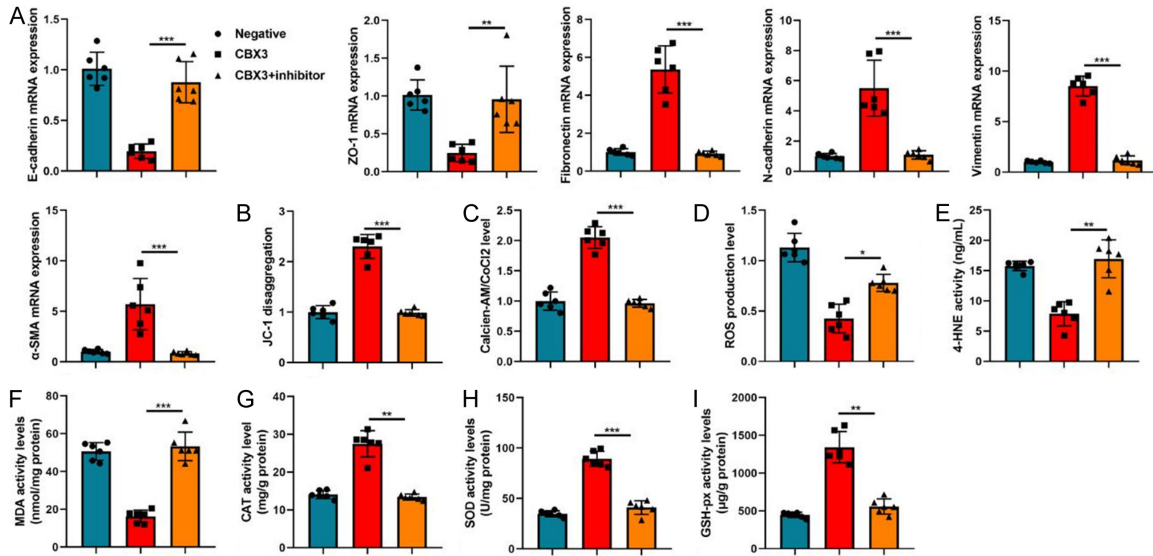 A
E-cadherin mRNA expression
1.5
1.0
0.5
0.0
***
Negative
CBX3
CBX3+inhibitor
ZO-1 mRNA expression
2.0
1.5
1.0
0.5
0.0
**
Fibronectin mRNA expression
8
6
4
2
0
***
N-cadherin mRNA expression
10
8
6
4
2
0
***
Vimentin mRNA expression
15
10
5
0
***
α-SMA mRNA expression
15
10
5
0
***
B
JC-1 disaggregation
3
2
1
0
***
C
Calcien-AM/CoCl2 level
2.5
2.0
1.5
1.0
0.5
0.0
***
D
ROS production level
1.5
1.0
0.5
0.0
*
E
4-HNE activity (ng/mL)
25
20
15
10
5
0
**
F
MDA activity levels
(nmol/mg protein)
80
60
40
20
0
***
G
CAT activity level
(mg/g protein)
40
30
20
10
0
**
H
SOD activity levels
(U/mg protein)
150
100
50
0
***
I
GSH-px activity levels
(μg/g protein)
2000
1500
1000
500
0
**